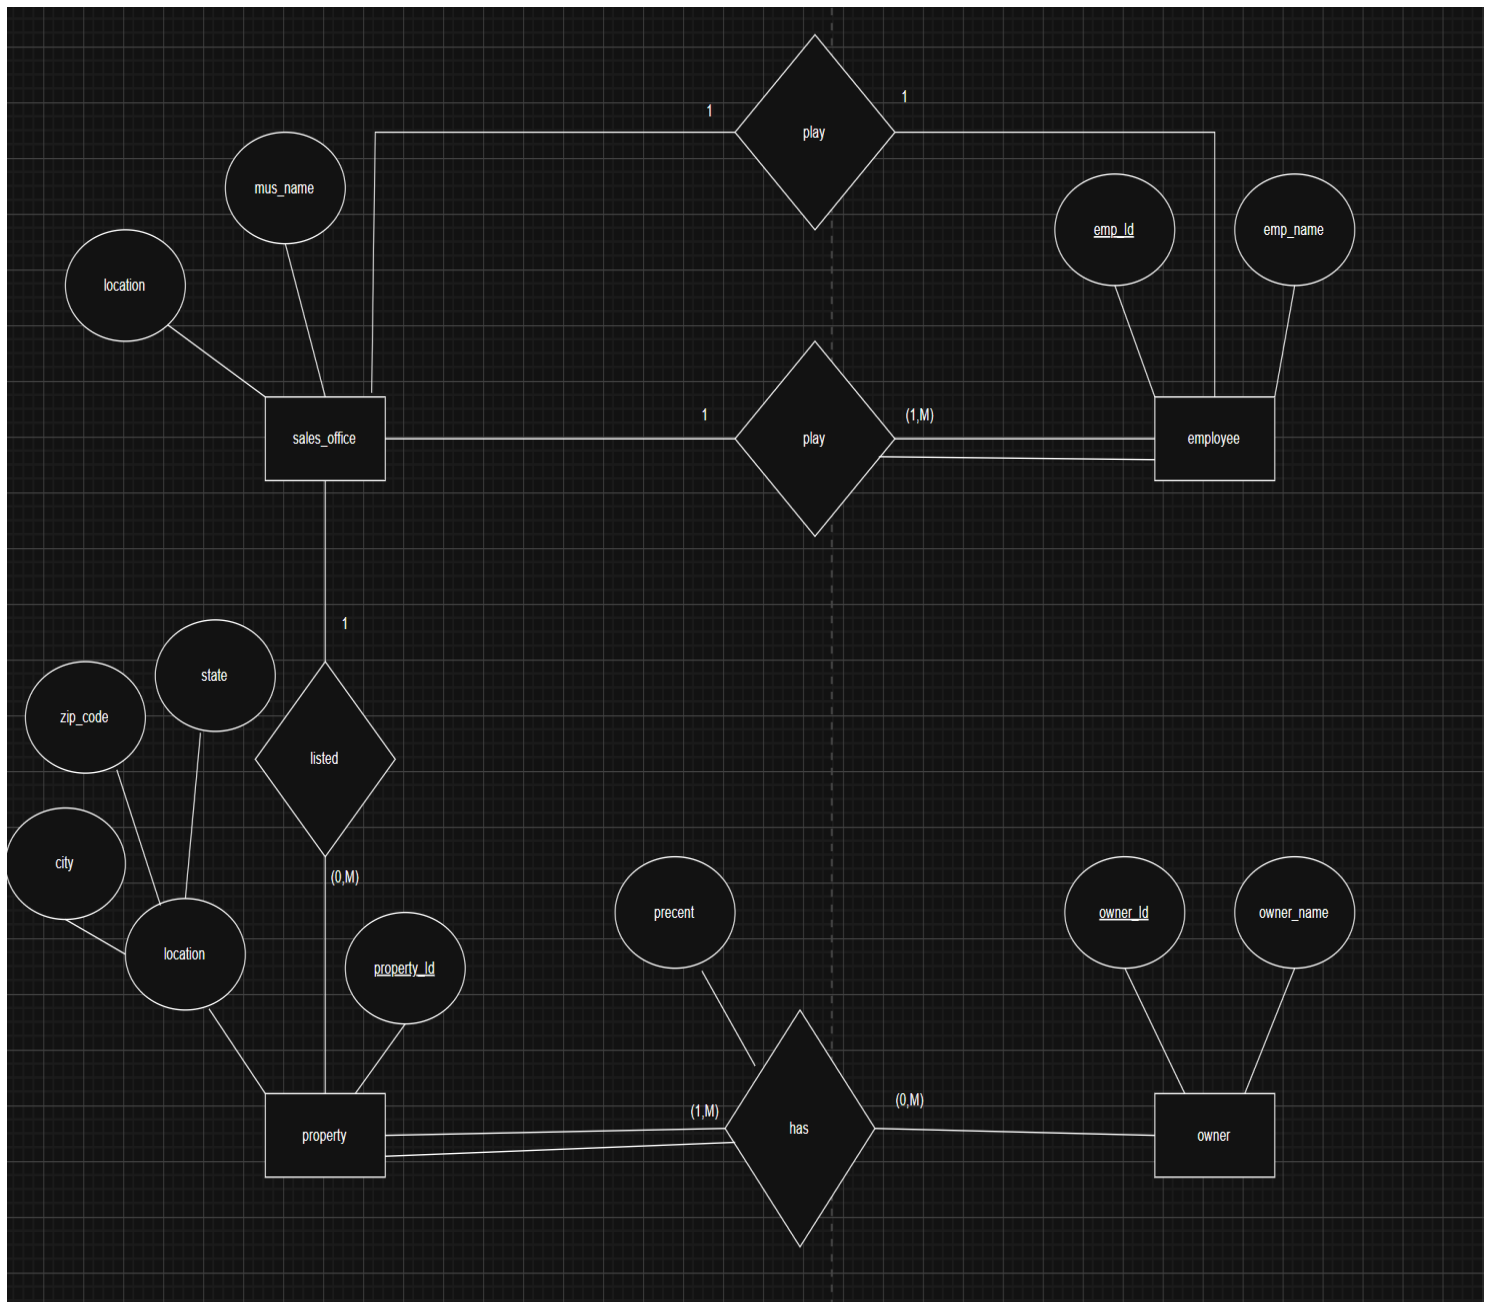 1
play
1
mus_name
location
emp_Id
emp_name
sales_office
1
play
(1,M)
employee
1
state
zip_code
listed
city
(0,M)
location
property_Id
precent
owner_Id
owner_name
property
(1,M)
has
(0,M)
owner